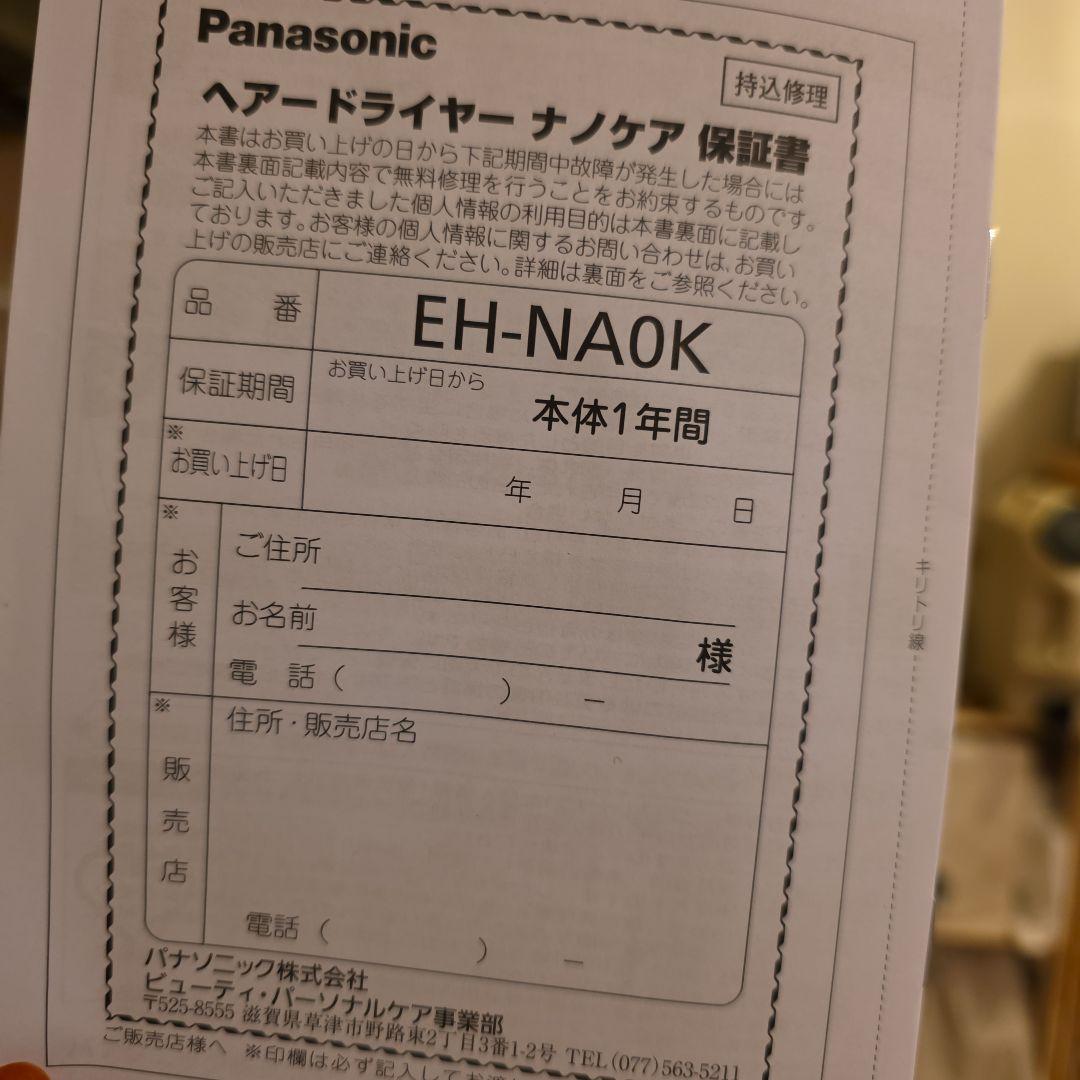 Panasonic
持込修理
ヘアードライヤー ナノケア 保証書
本書はお買い上げの日から下記期間中故障が発生した場合には
本書裏面記載内容で無料修理を行うことをお約束するものです。
ご記入いただきました個人情報の利用目的は本書裏面に記載し
ております。お客様の個人情報に関するお問い合わせは、お買い
上げの販売店にご連絡ください。詳細は裏面をご参照ください。
品 番 EH-NA0K
保証期間 お買い上げ日から 本体1年間
※お買い上げ日 年 月 日
※お客様
ご住所
お名前 様
電 話 ( ) −
※販売店
住所・販売店名
電話 ( ) −
パナソニック株式会社
ビューティ・パーソナルケア事業部
〒525-8555 滋賀県草津市野路東2丁目3番1-2号 TEL(077)563-5211
ご販売店様へ ※印欄は必ず記入してお渡し
キリトリ線